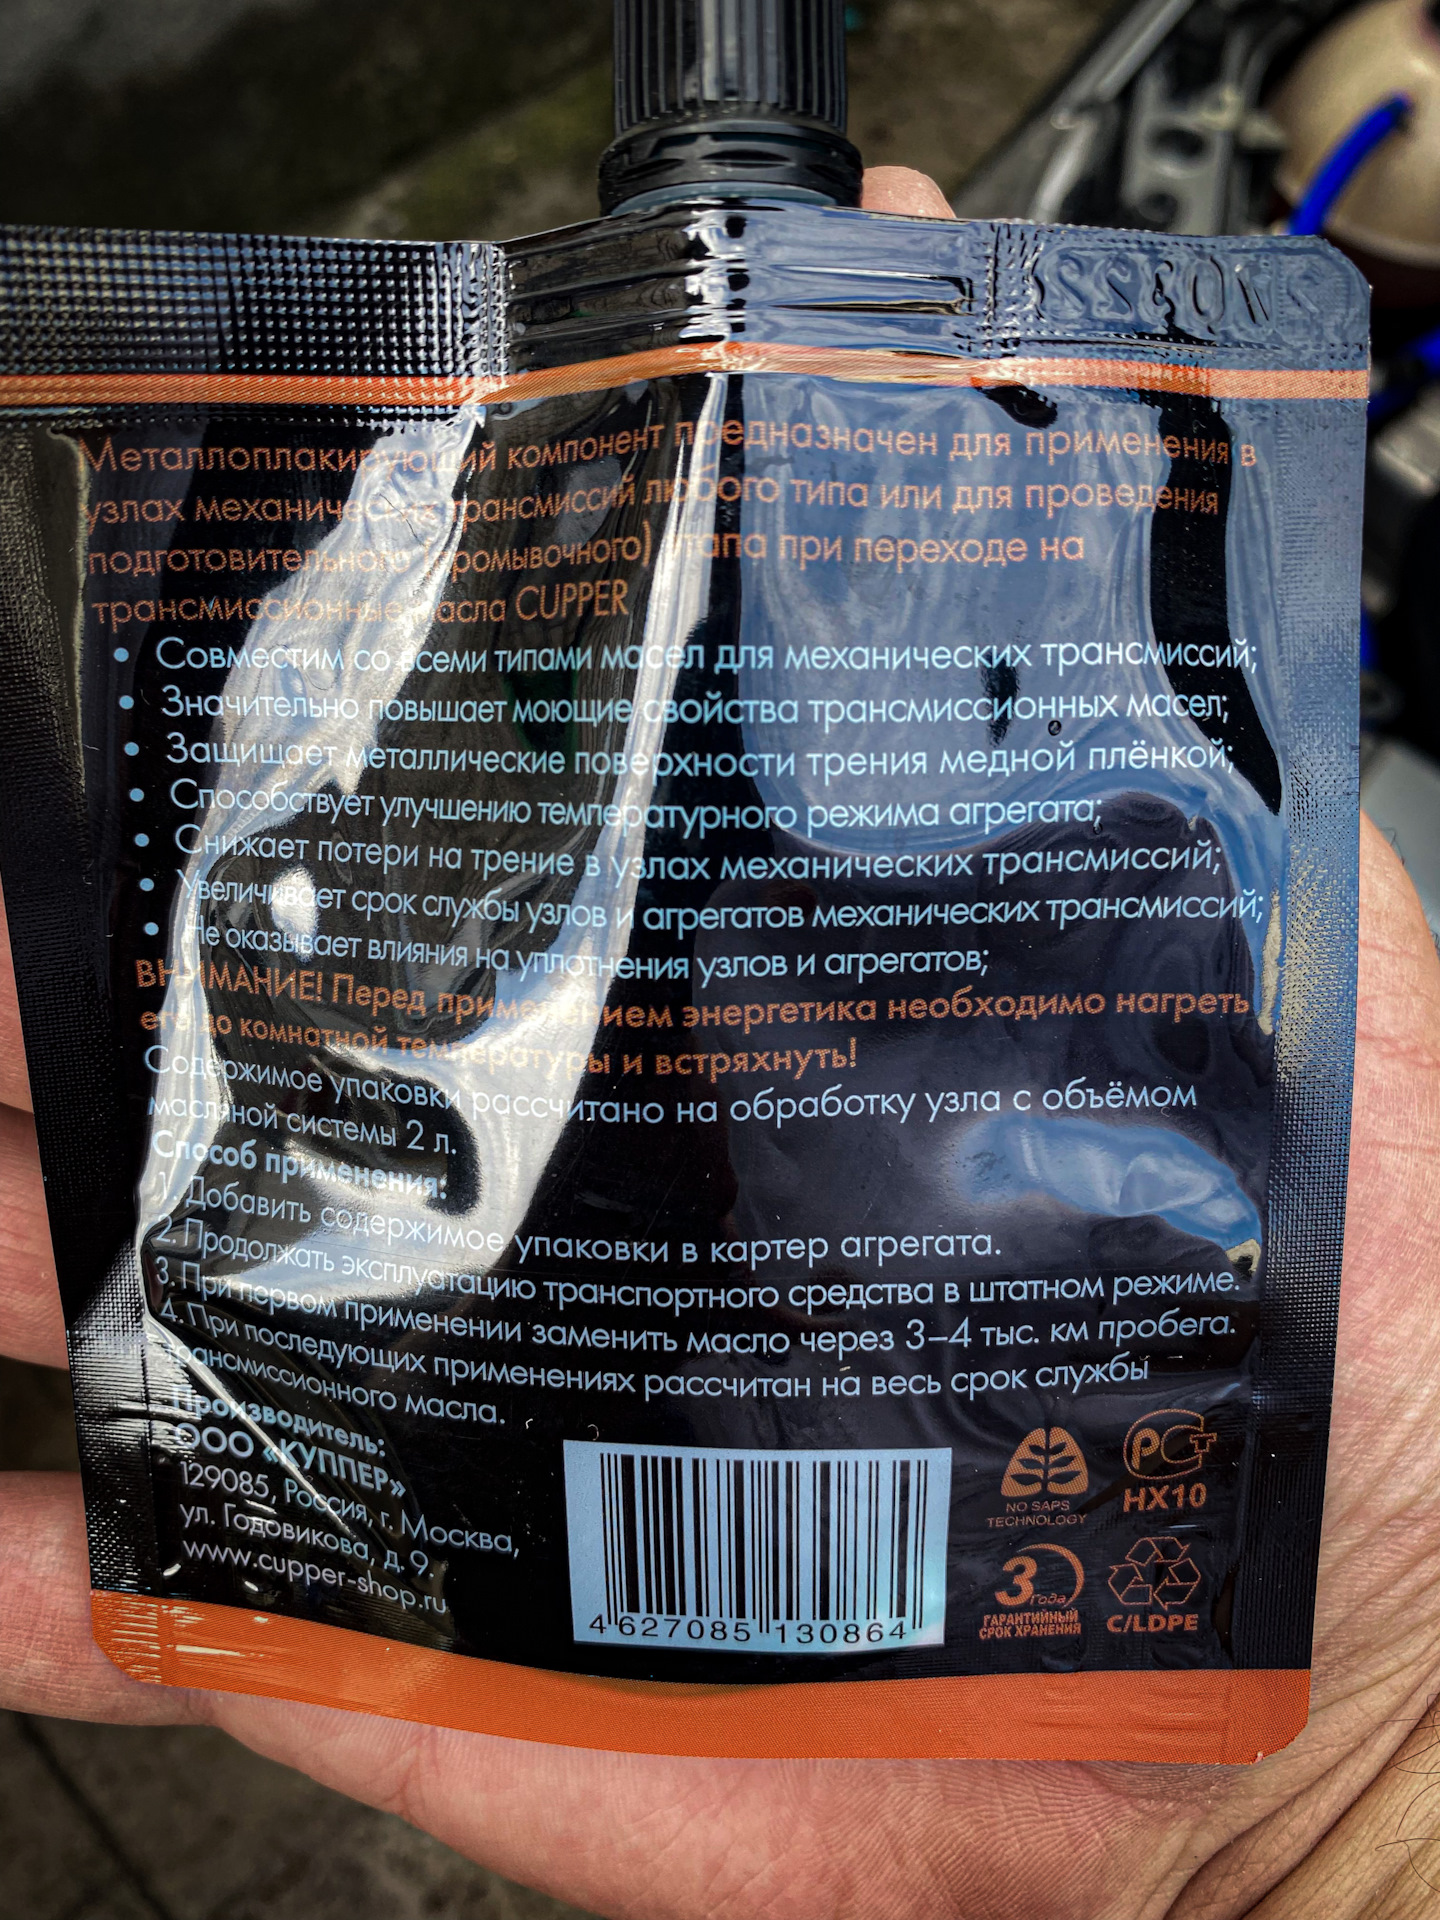 Металлоплакирующий компонент предназначен для применения в
узлах механических трансмиссий любого типа или для проведения
подготовительного (промывочного) этапа при переходе на
трансмиссионные масла CUPPER
• Совместим со всеми типами масел для механических трансмиссий;
• Значительно повышает моющие свойства трансмиссионных масел;
• Защищает металлические поверхности трения медной плёнкой;
• Способствует улучшению температурного режима агрегата;
• Снижает потери на трение в узлах механических трансмиссий;
• Увеличивает срок службы узлов и агрегатов механических трансмиссий;
• Не оказывает влияния на уплотнения узлов и агрегатов;
ВНИМАНИЕ! Перед применением энергетика необходимо нагреть
его до комнатной температуры и встряхнуть!
Содержимое упаковки рассчитано на обработку узла с объёмом
масляной системы 2 л.
Способ применения:
1. Добавить содержимое упаковки в картер агрегата.
2. Продолжать эксплуатацию транспортного средства в штатном режиме.
3. При первом применении заменить масло через 3–4 тыс. км пробега.
4. При последующих применениях рассчитан на весь срок службы
трансмиссионного масла.
Производитель:
ООО «КУППЕР»
129085, Россия, г. Москва,
ул. Годовикова, д. 9.
www.cupper-shop.ru
4 627085 130864
NO SAPS
TECHNOLOGY
РСТ
НХ10
3 года
ГАРАНТИЙНЫЙ
СРОК ХРАНЕНИЯ
C/LDPE